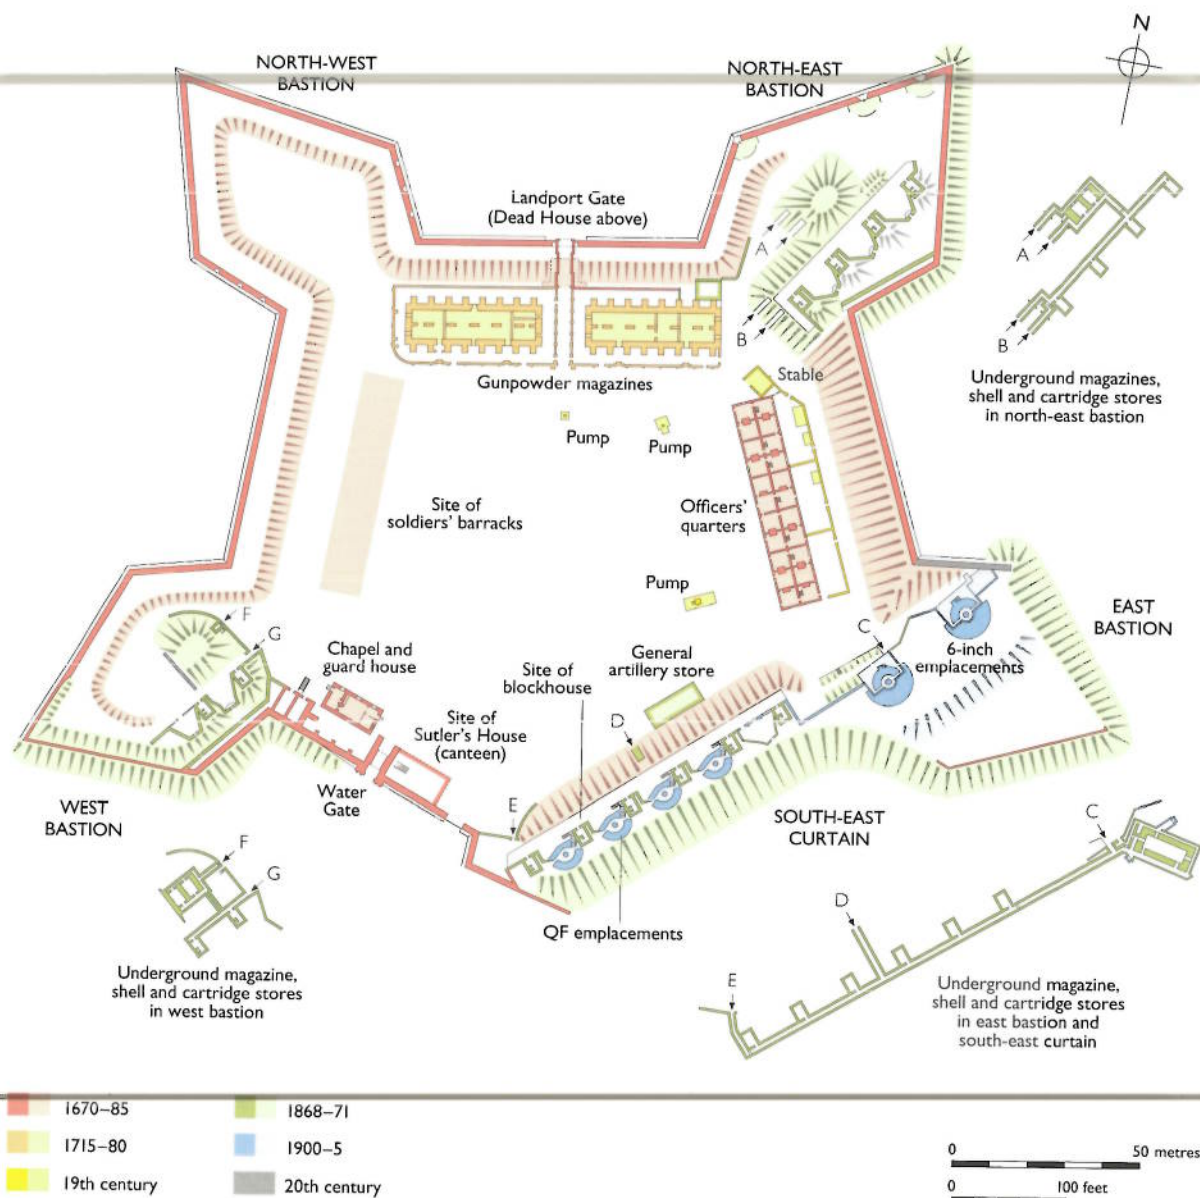 N
NORTH-WEST
BASTION
NORTH-EAST
BASTION
Landport Gate
(Dead House above)
A
B
A
B
Underground magazines,
shell and cartridge stores
in north-east bastion
Gunpowder magazines
Stable
Pump
Pump
Site of
soldiers' barracks
Officers'
quarters
Pump
EAST
BASTION
F
G
Chapel and
guard house
Site of
blockhouse
General
artillery store
C
6-inch
emplacements
D
Site of
Sutler's House
(canteen)
Water
Gate
E
WEST
BASTION
SOUTH-EAST
CURTAIN
QF emplacements
F
G
Underground magazine,
shell and cartridge stores
in west bastion
C
D
E
Underground magazine,
shell and cartridge stores
in east bastion and
south-east curtain
1670–85
1715–80
19th century
1868–71
1900–5
20th century
0 50 metres
0 100 feet